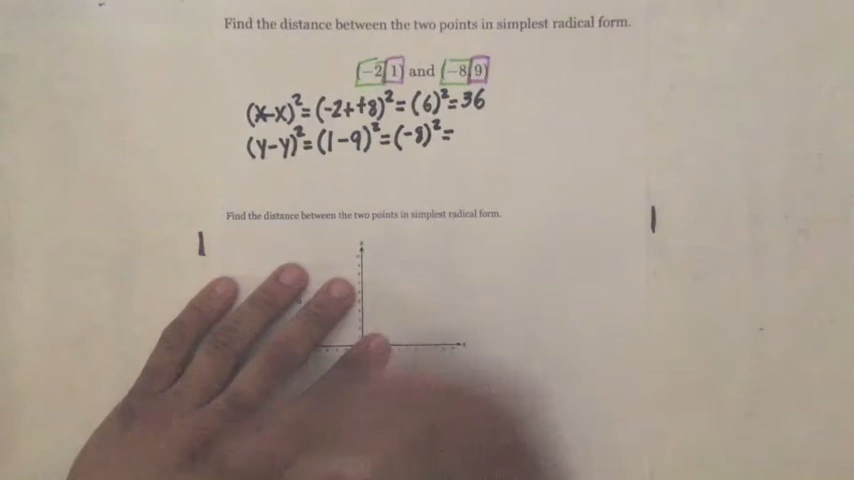 Find the distance between the two points in simplest radical form.
(−2, 1) and (−8, 9)
(x-x)²=(-2++8)²=(6)²=36
(y-y)²=(1-9)²=(-8)²=
Find the distance between the two points in simplest radical form.